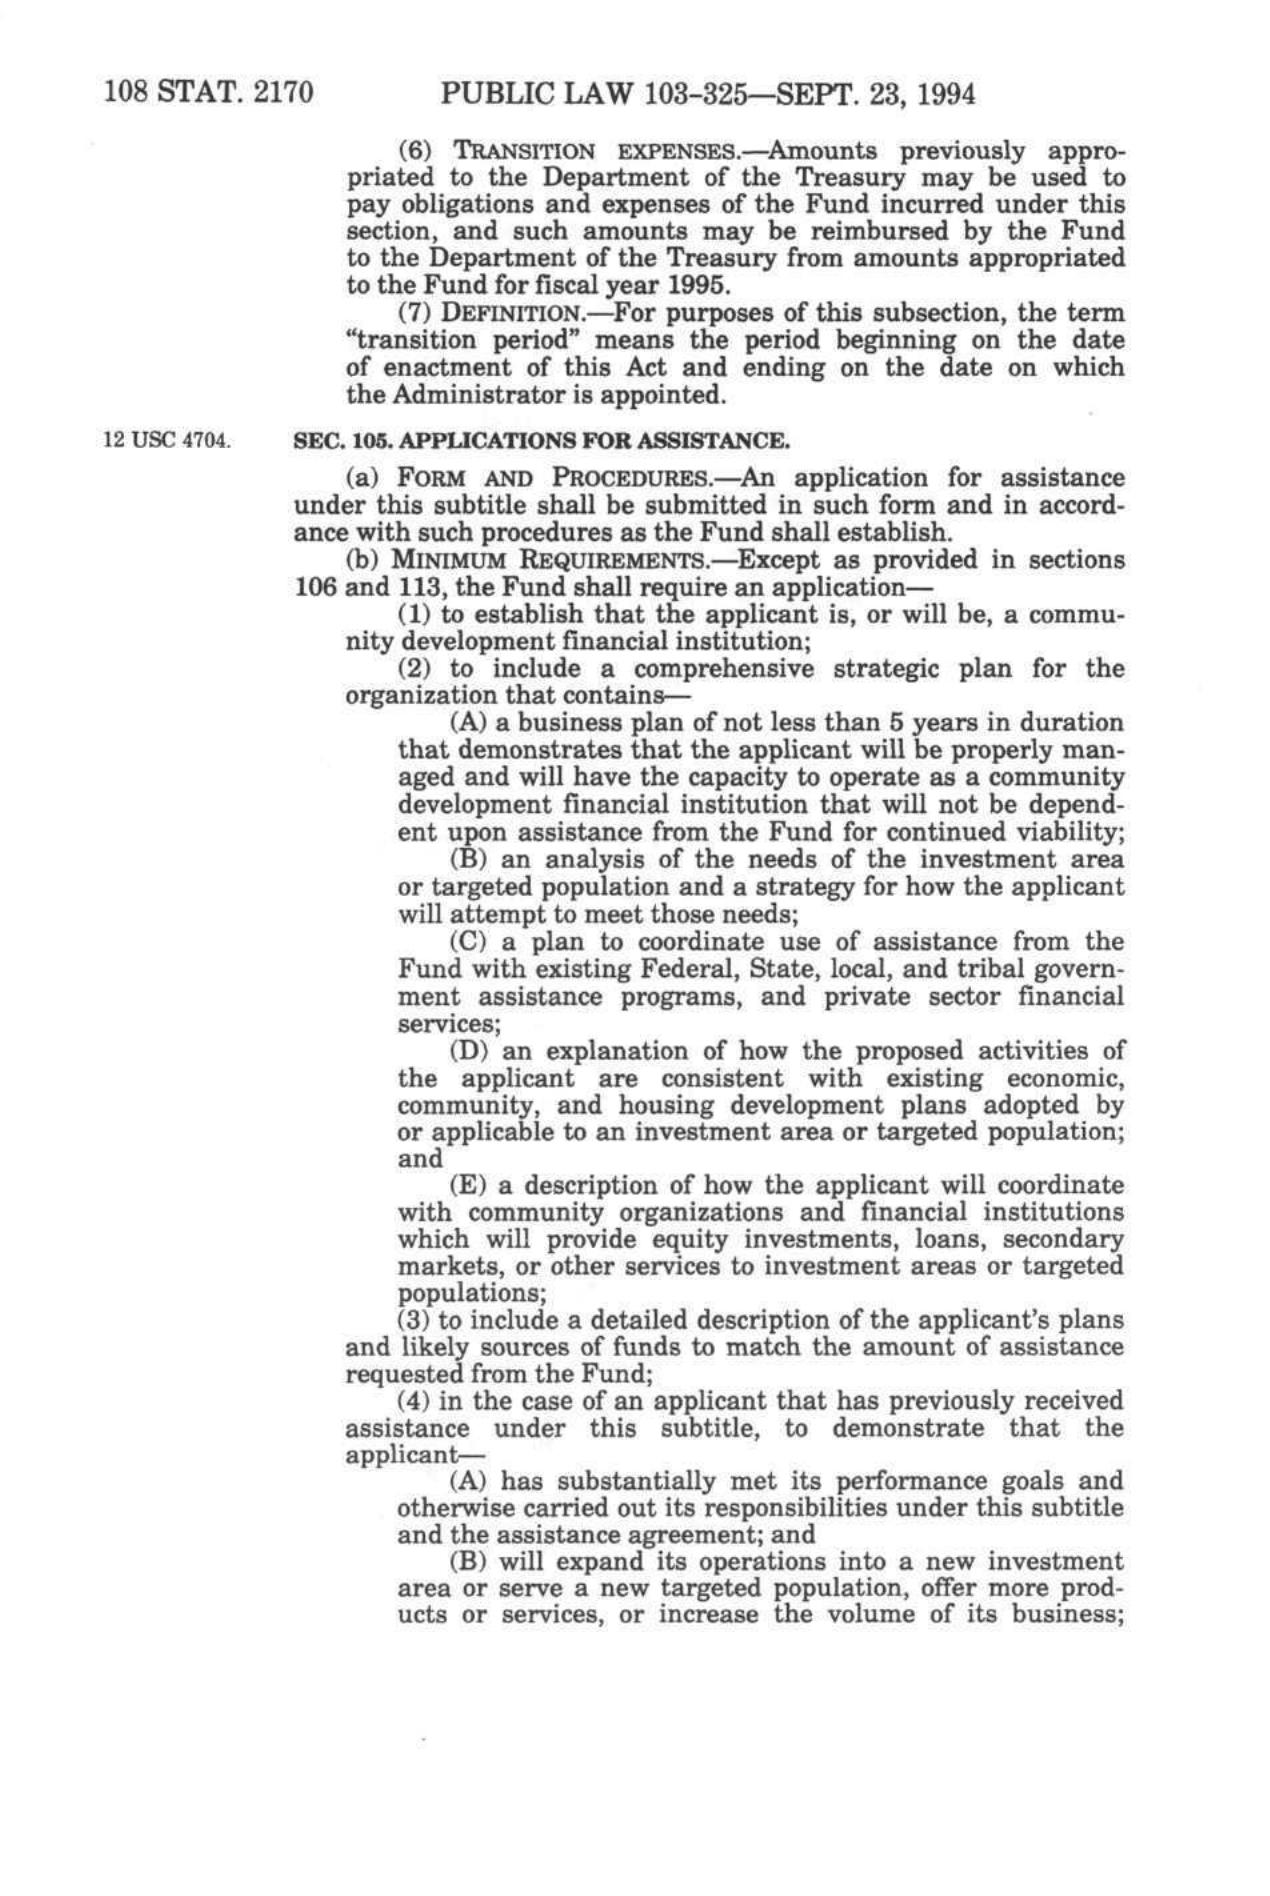 108 STAT. 2170 PUBLIC LAW 103-325—SEPT. 23, 1994
(6) TRANSITION EXPENSES.—Amounts previously appro-
priated to the Department of the Treasury may be used to
pay obligations and expenses of the Fund incurred under this
section, and such amounts may be reimbursed by the Fund
to the Department of the Treasury from amounts appropriated
to the Fund for fiscal year 1995.
(7) DEFINITION.—For purposes of this subsection, the term
“transition period” means the period beginning on the date
of enactment of this Act and ending on the date on which
the Administrator is appointed.
12 USC 4704. SEC. 105. APPLICATIONS FOR ASSISTANCE.
(a) FORM AND PROCEDURES.—An application for assistance
under this subtitle shall be submitted in such form and in accord-
ance with such procedures as the Fund shall establish.
(b) MINIMUM REQUIREMENTS.—Except as provided in sections
106 and 113, the Fund shall require an application—
(1) to establish that the applicant is, or will be, a commu-
nity development financial institution;
(2) to include a comprehensive strategic plan for the
organization that contains—
(A) a business plan of not less than 5 years in duration
that demonstrates that the applicant will be properly man-
aged and will have the capacity to operate as a community
development financial institution that will not be depend-
ent upon assistance from the Fund for continued viability;
(B) an analysis of the needs of the investment area
or targeted population and a strategy for how the applicant
will attempt to meet those needs;
(C) a plan to coordinate use of assistance from the
Fund with existing Federal, State, local, and tribal govern-
ment assistance programs, and private sector financial
services;
(D) an explanation of how the proposed activities of
the applicant are consistent with existing economic,
community, and housing development plans adopted by
or applicable to an investment area or targeted population;
and
(E) a description of how the applicant will coordinate
with community organizations and financial institutions
which will provide equity investments, loans, secondary
markets, or other services to investment areas or targeted
populations;
(3) to include a detailed description of the applicant's plans
and likely sources of funds to match the amount of assistance
requested from the Fund;
(4) in the case of an applicant that has previously received
assistance under this subtitle, to demonstrate that the
applicant—
(A) has substantially met its performance goals and
otherwise carried out its responsibilities under this subtitle
and the assistance agreement; and
(B) will expand its operations into a new investment
area or serve a new targeted population, offer more prod-
ucts or services, or increase the volume of its business;